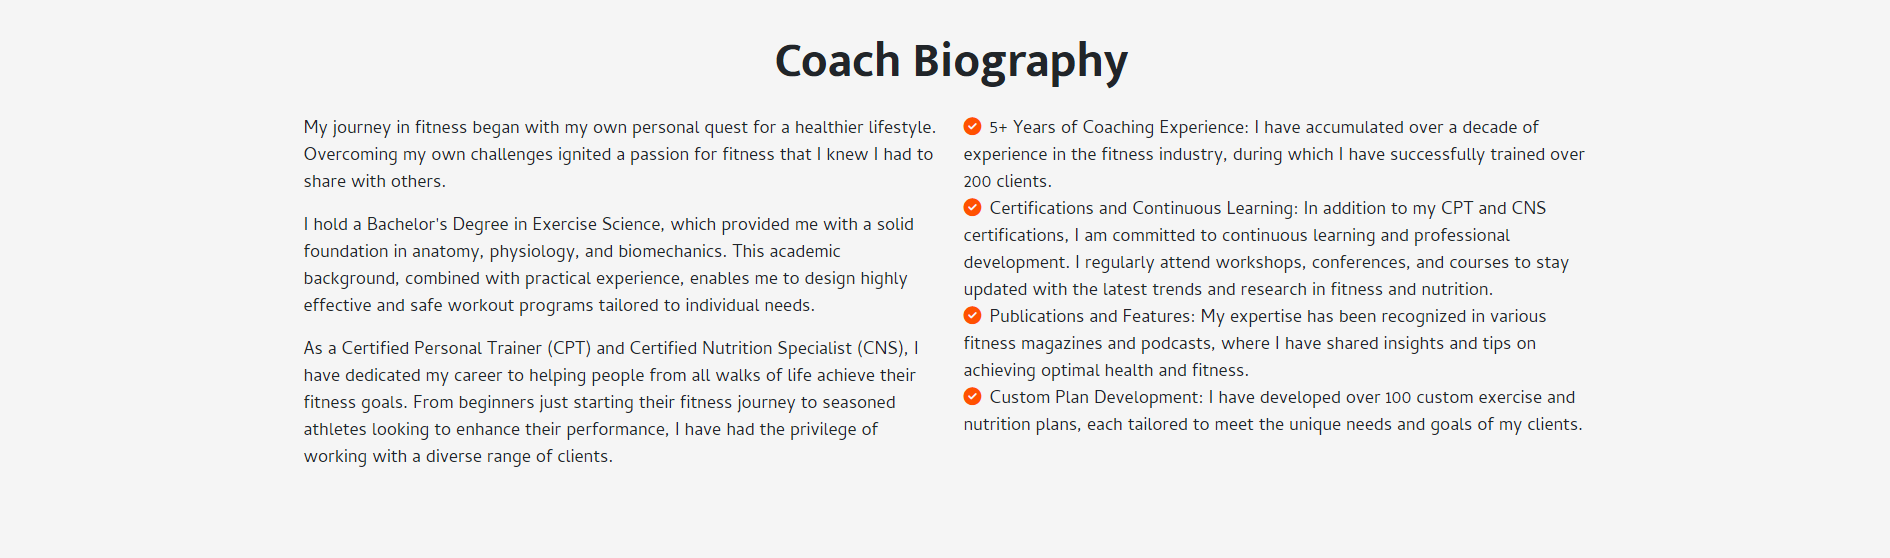 Coach Biography
My journey in fitness began with my own personal quest for a healthier lifestyle.
Overcoming my own challenges ignited a passion for fitness that I knew I had to
share with others.
I hold a Bachelor's Degree in Exercise Science, which provided me with a solid
foundation in anatomy, physiology, and biomechanics. This academic
background, combined with practical experience, enables me to design highly
effective and safe workout programs tailored to individual needs.
As a Certified Personal Trainer (CPT) and Certified Nutrition Specialist (CNS), I
have dedicated my career to helping people from all walks of life achieve their
fitness goals. From beginners just starting their fitness journey to seasoned
athletes looking to enhance their performance, I have had the privilege of
working with a diverse range of clients.
5+ Years of Coaching Experience: I have accumulated over a decade of
experience in the fitness industry, during which I have successfully trained over
200 clients.
Certifications and Continuous Learning: In addition to my CPT and CNS
certifications, I am committed to continuous learning and professional
development. I regularly attend workshops, conferences, and courses to stay
updated with the latest trends and research in fitness and nutrition.
Publications and Features: My expertise has been recognized in various
fitness magazines and podcasts, where I have shared insights and tips on
achieving optimal health and fitness.
Custom Plan Development: I have developed over 100 custom exercise and
nutrition plans, each tailored to meet the unique needs and goals of my clients.